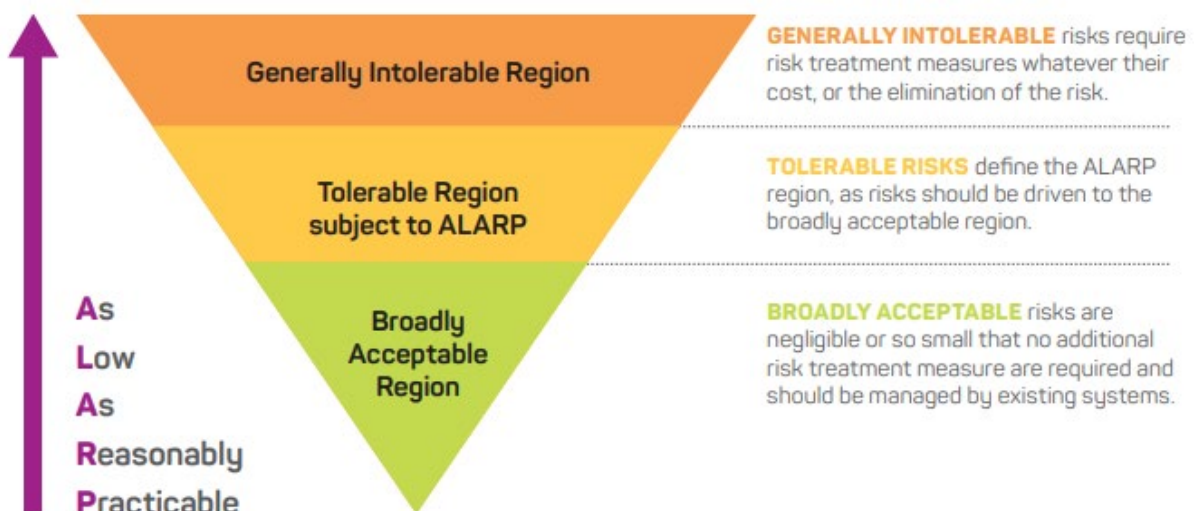 Generally Intolerable Region
GENERALLY INTOLERABLE risks require
risk treatment measures whatever their
cost, or the elimination of the risk.
Tolerable Region
subject to ALARP
TOLERABLE RISKS define the ALARP
region, as risks should be driven to the
broadly acceptable region.
Broadly
Acceptable
Region
BROADLY ACCEPTABLE risks are
negligible or so small that no additional
risk treatment measure are required and
should be managed by existing systems.
As
Low
As
Reasonably
Practicable